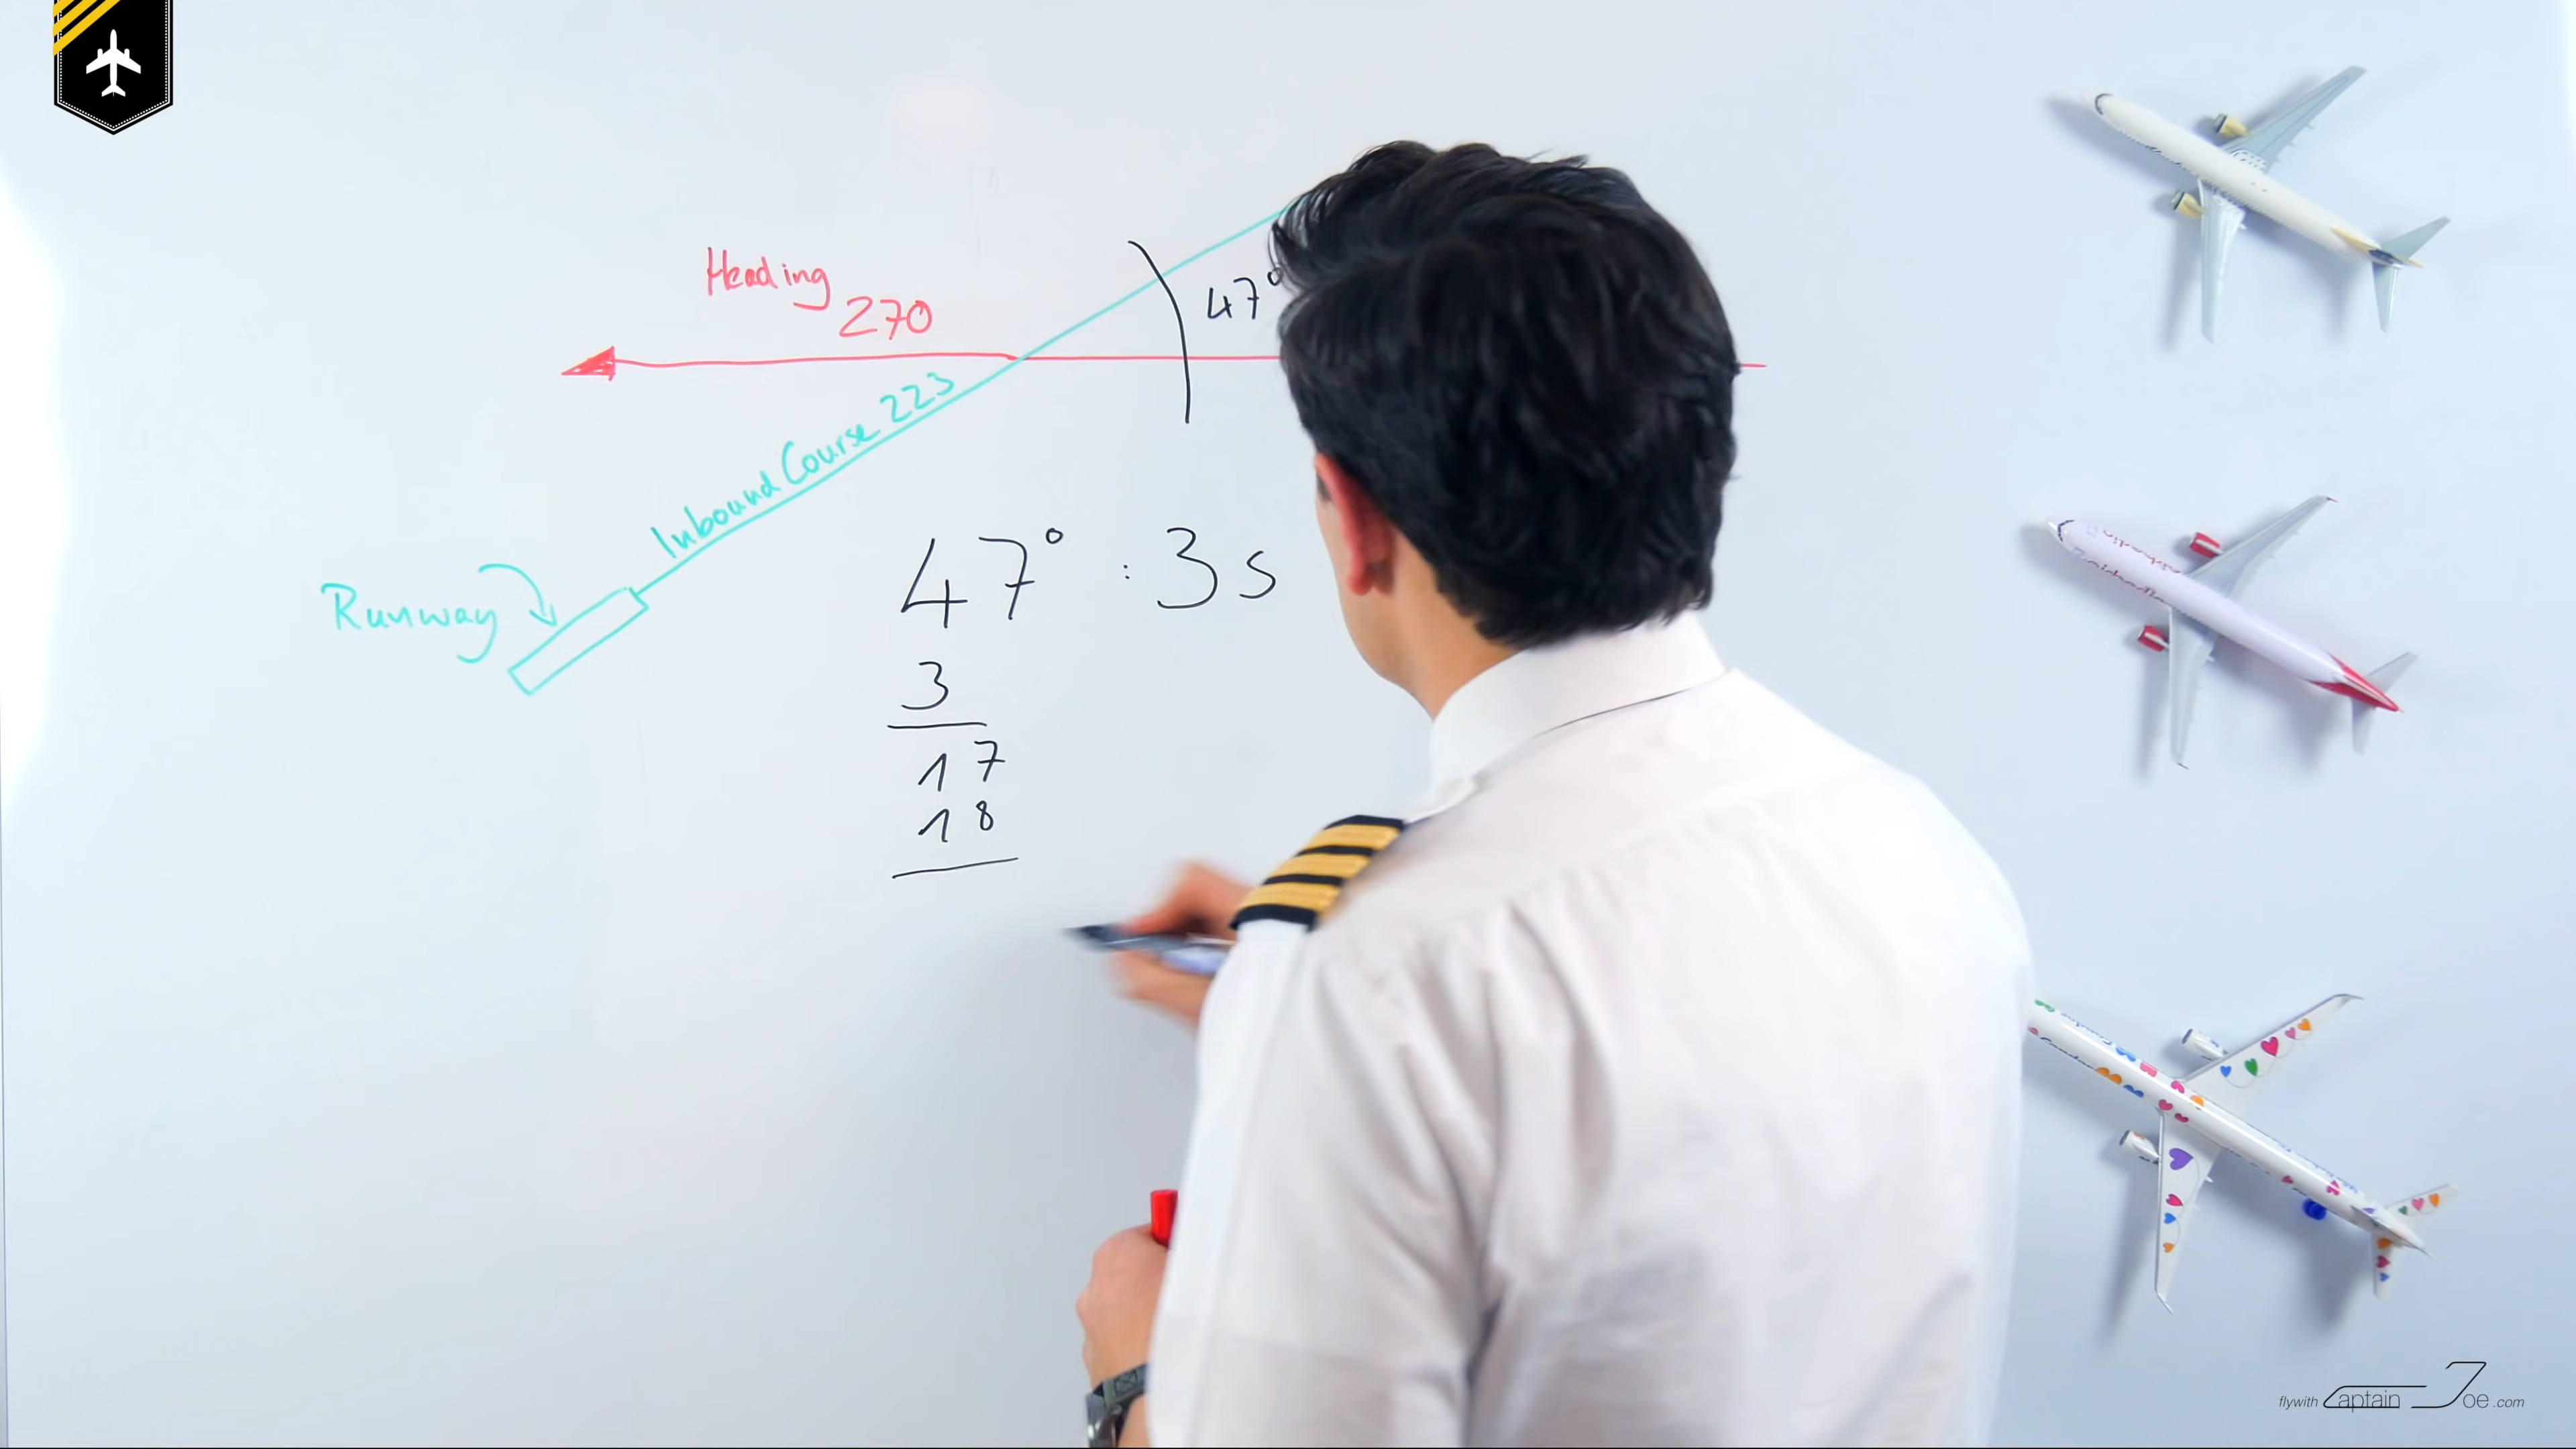 Heading
270
47°
Inbound Course 223
Runway
47° : 3s
3
17
18
flywith Captain Joe .com